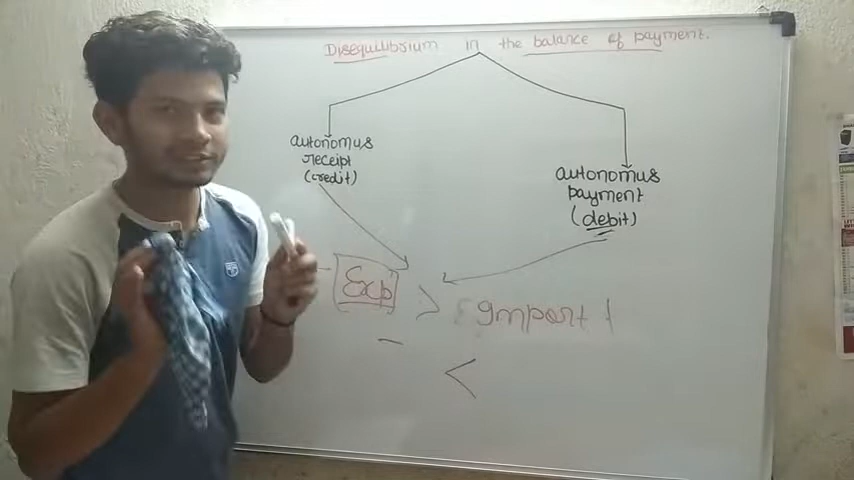 Disequilibrium in the balance of payment.
autonomus
receipt
(credit)
autonomus
payment
(debit)
Exp > Import
<